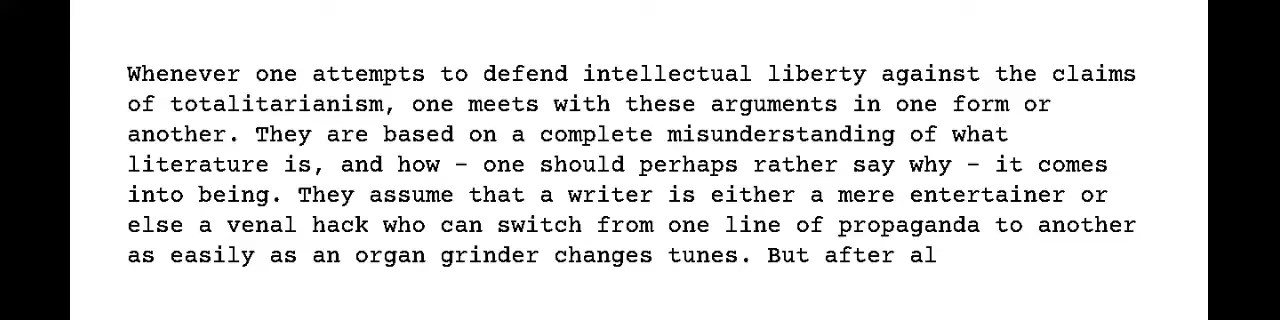 Whenever one attempts to defend intellectual liberty against the claims
of totalitarianism, one meets with these arguments in one form or
another. They are based on a complete misunderstanding of what
literature is, and how – one should perhaps rather say why – it comes
into being. They assume that a writer is either a mere entertainer or
else a venal hack who can switch from one line of propaganda to another
as easily as an organ grinder changes tunes. But after al